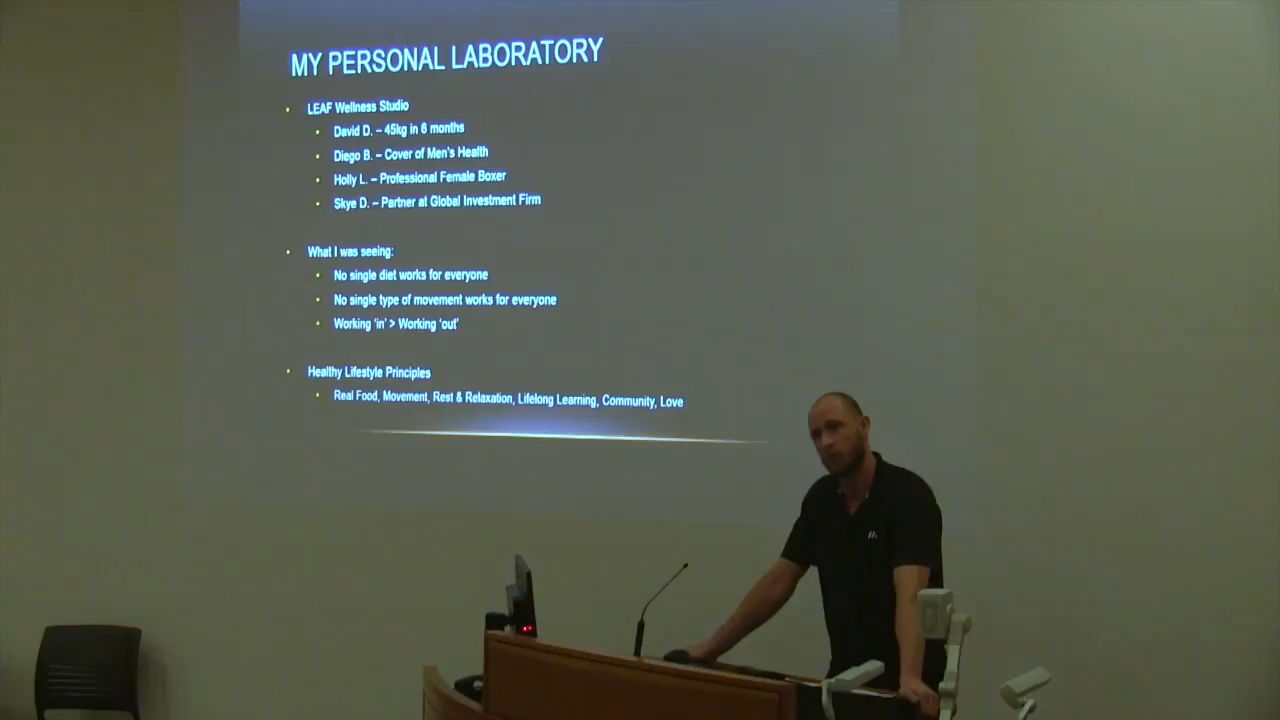 MY PERSONAL LABORATORY
LEAF Wellness Studio
David D. – 45kg in 6 months
Diego B. – Cover of Men's Health
Holly L. – Professional Female Boxer
Skye D. – Partner at Global Investment Firm
What I was seeing:
No single diet works for everyone
No single type of movement works for everyone
Working 'in' > Working 'out'
Healthy Lifestyle Principles
Real Food, Movement, Rest & Relaxation, Lifelong Learning, Community, Love